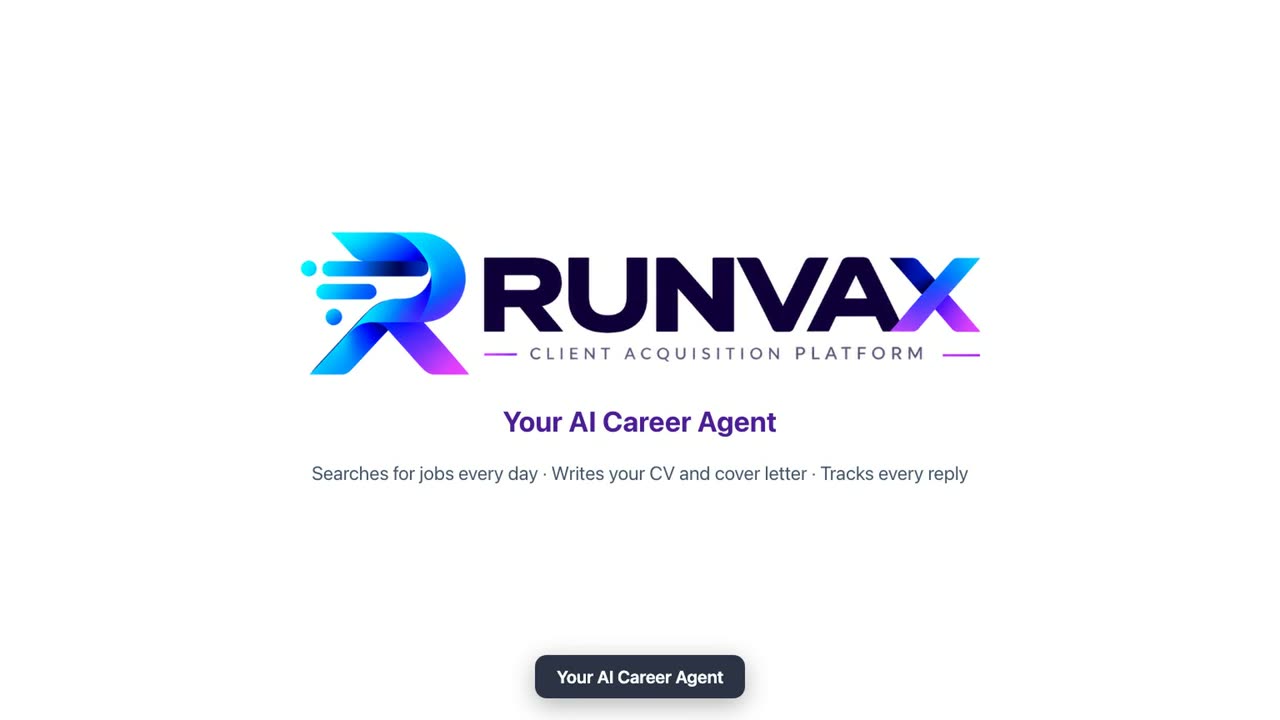 RUNVAX
CLIENT ACQUISITION PLATFORM
Your AI Career Agent
Searches for jobs every day · Writes your CV and cover letter · Tracks every reply
Your AI Career Agent